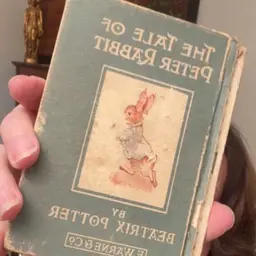 THE TALE OF
PETER RABBIT
BY
BEATRIX POTTER
F. WARNE & Co